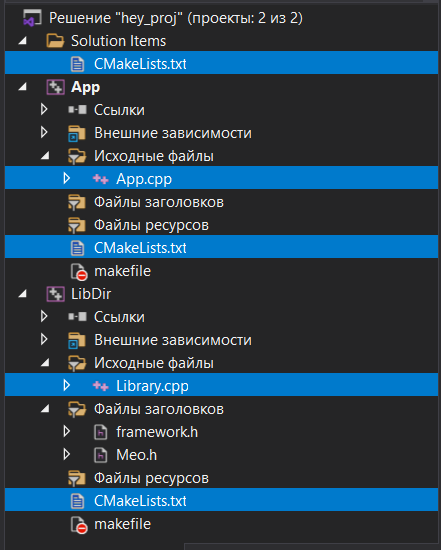 Решение "hey_proj" (проекты: 2 из 2)
Solution Items
CMakeLists.txt
App
Ссылки
Внешние зависимости
Исходные файлы
App.cpp
Файлы заголовков
Файлы ресурсов
CMakeLists.txt
makefile
LibDir
Ссылки
Внешние зависимости
Исходные файлы
Library.cpp
Файлы заголовков
framework.h
Meo.h
Файлы ресурсов
CMakeLists.txt
makefile